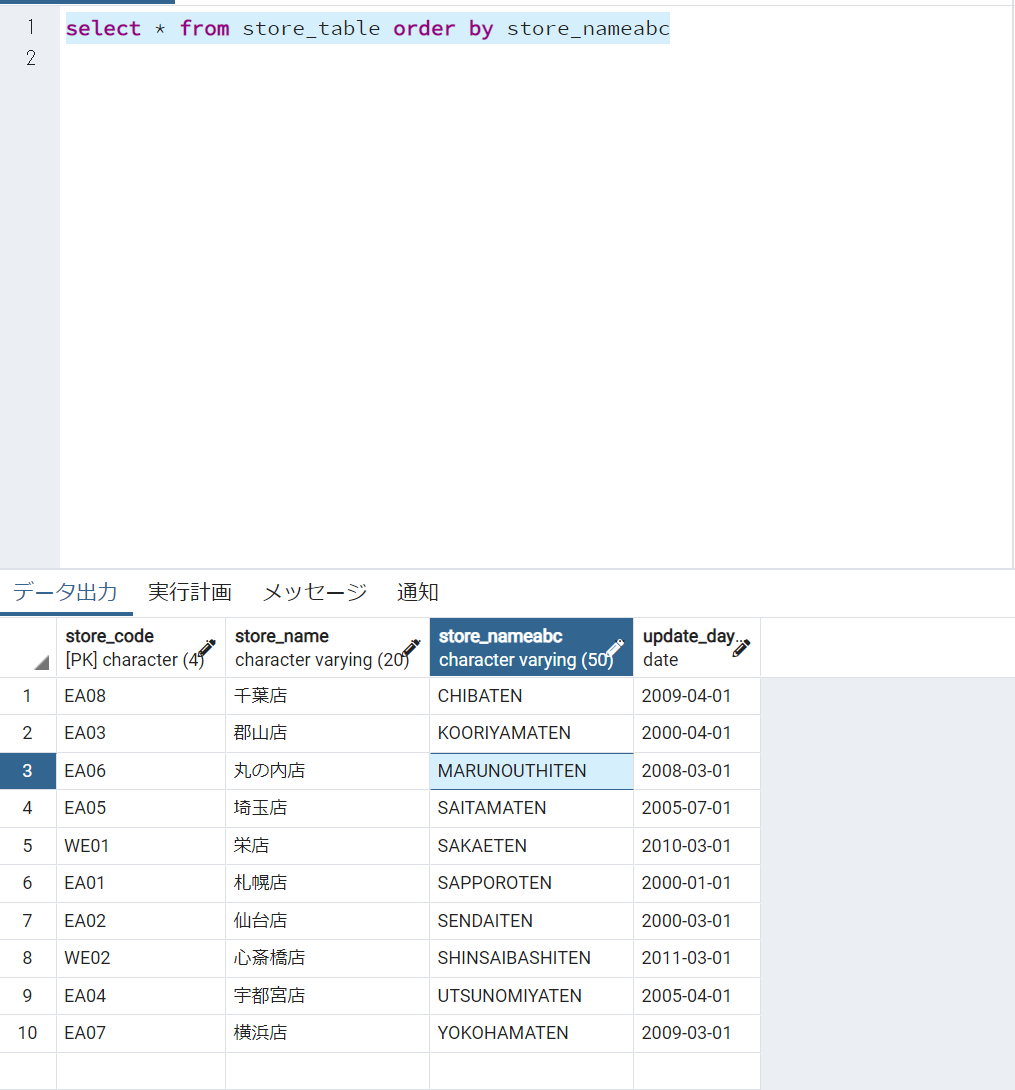 1 select * from store_table order by store_nameabc
2
データ出力 実行計画 メッセージ 通知
store_code store_name store_nameabc update_day...
[PK] character (4) character varying (20) character varying (50) date
1 EA08 千葉店 CHIBATEN 2009-04-01
2 EA03 郡山店 KOORIYAMATEN 2000-04-01
3 EA06 丸の内店 MARUNOUTHITEN 2008-03-01
4 EA05 埼玉店 SAITAMATEN 2005-07-01
5 WE01 栄店 SAKAETEN 2010-03-01
6 EA01 札幌店 SAPPOROTEN 2000-01-01
7 EA02 仙台店 SENDAITEN 2000-03-01
8 WE02 心斎橋店 SHINSAIBASHITEN 2011-03-01
9 EA04 宇都宮店 UTSUNOMIYATEN 2005-04-01
10 EA07 横浜店 YOKOHAMATEN 2009-03-01